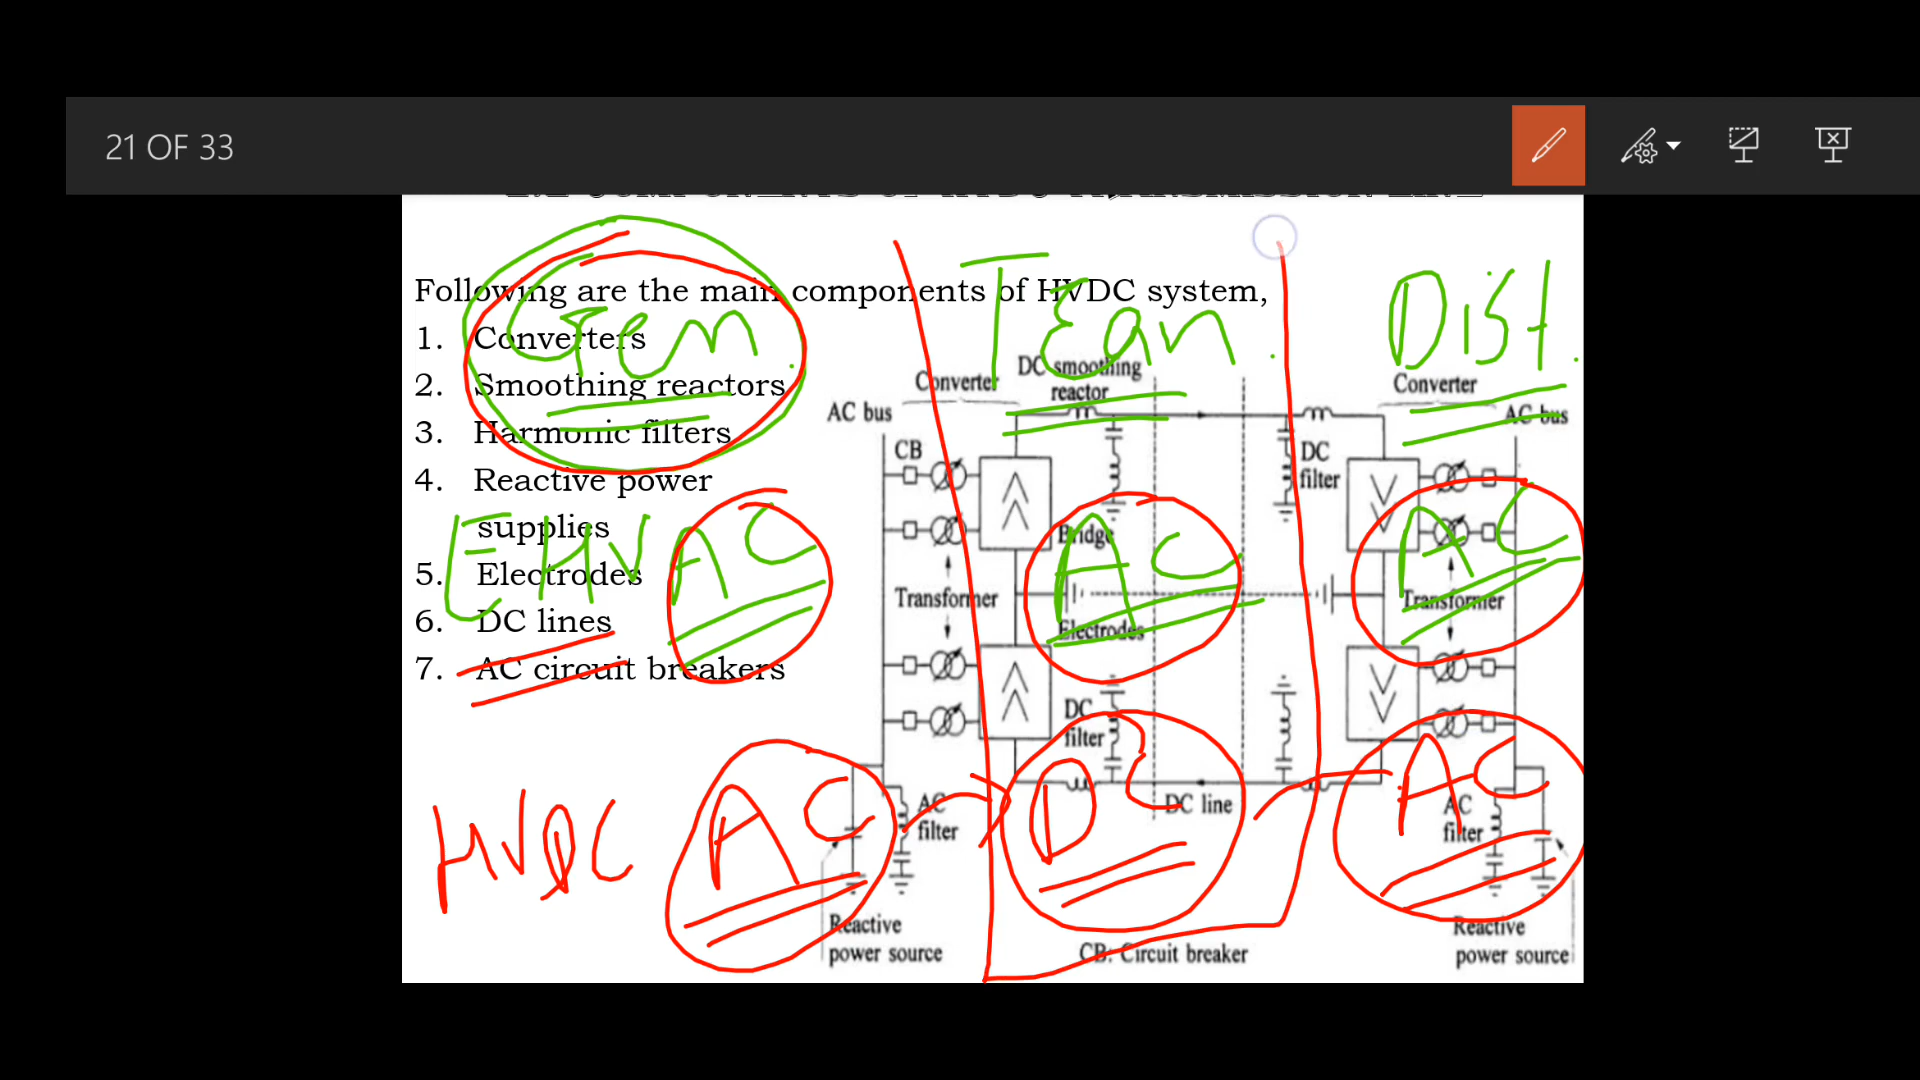 21 OF 33
Following are the main components of HVDC system,
1. Converters
2. Smoothing reactors
3. Harmonic filters
4. Reactive power
supplies
5. Electrodes
6. DC lines
7. AC circuit breakers
Gen.
Tran.
Dist.
EHVAC
AC
AC
HVDC
AC
DC
AC
DC smoothing
reactor
Converter
Converter
AC bus
AC bus
CB
DC
filter
Bridge
Transformer
Transformer
Electrodes
DC
filter
DC line
AC
filter
AC
filter
Reactive
power source
CB: Circuit breaker
Reactive
power source